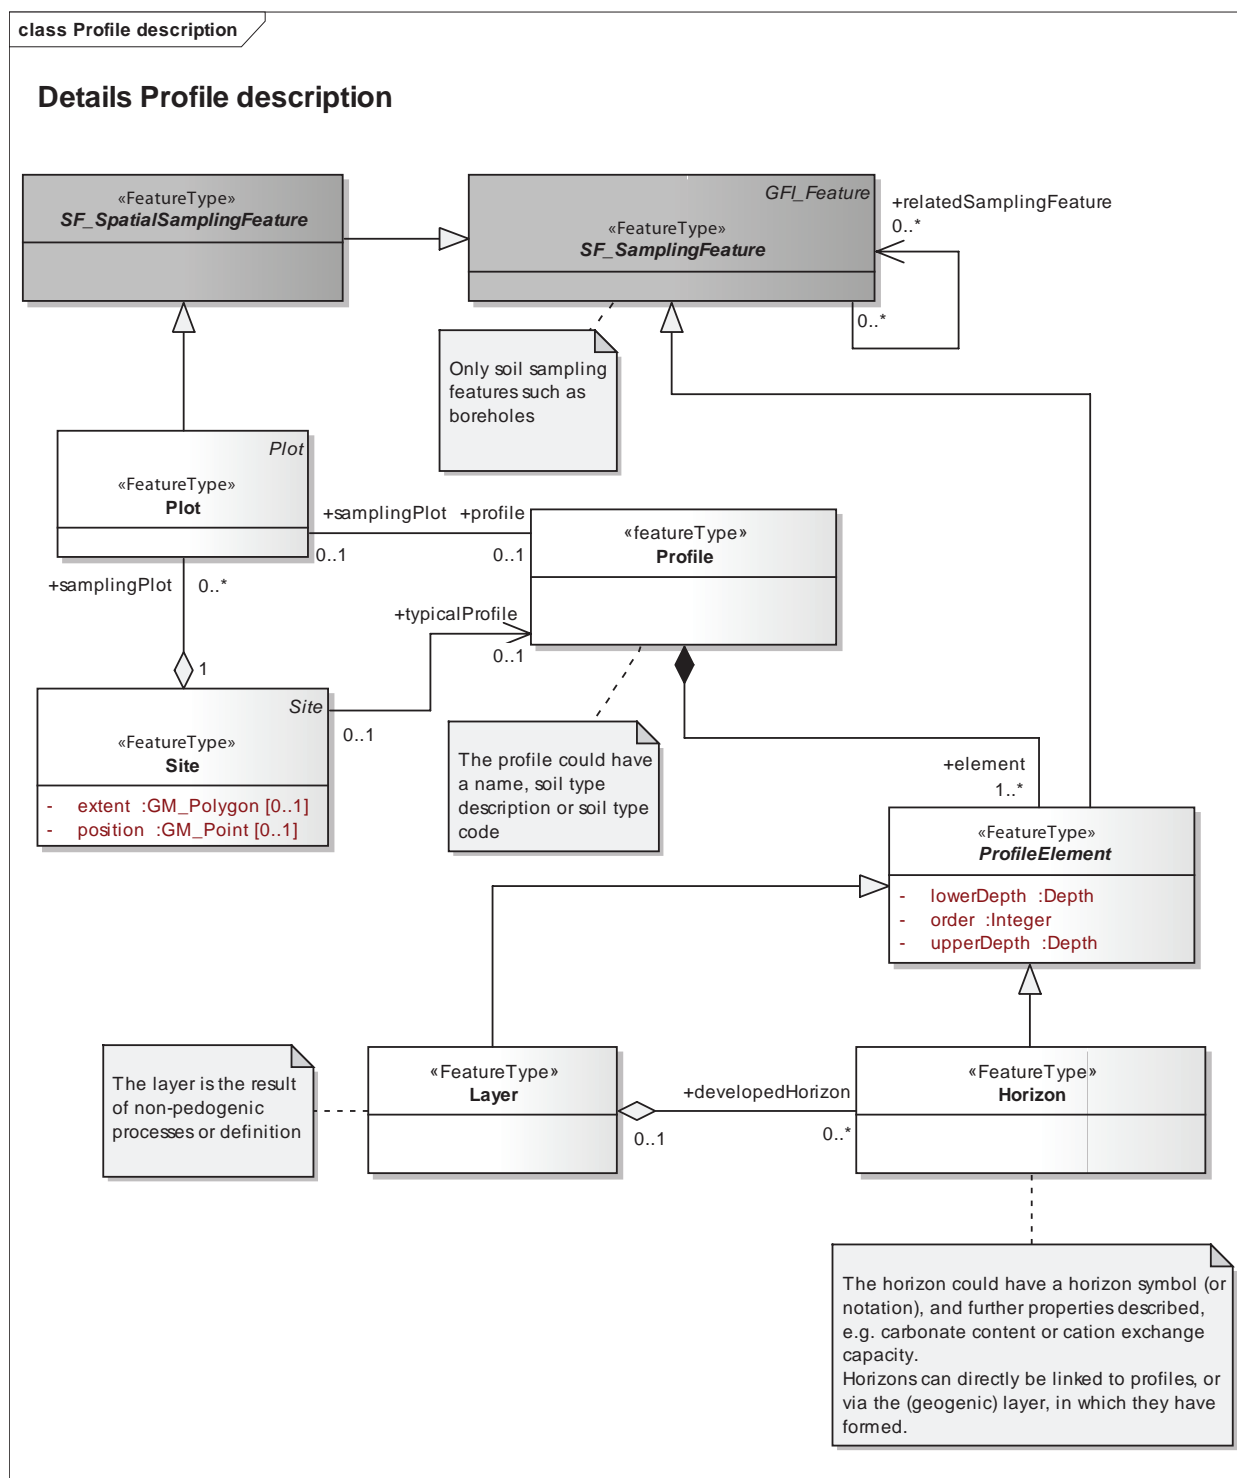 class Profile description
Details Profile description
«FeatureType»
SF_SpatialSamplingFeature
GFI_Feature
«FeatureType»
SF_SamplingFeature
+relatedSamplingFeature
0..*
0..*
Only soil sampling
features such as
boreholes
Plot
«FeatureType»
Plot
+samplingPlot
+profile
0..1
0..1
«featureType»
Profile
+samplingPlot
0..*
+typicalProfile
0..1
1
Site
«FeatureType»
Site
- extent :GM_Polygon [0..1]
- position :GM_Point [0..1]
0..1
The profile could have
a name, soil type
description or soil type
code
+element
1..*
«FeatureType»
ProfileElement
- lowerDepth :Depth
- order :Integer
- upperDepth :Depth
The layer is the result
of non-pedogenic
processes or definition
«FeatureType»
Layer
+developedHorizon
0..1
0..*
«FeatureType»
Horizon
The horizon could have a horizon symbol (or
notation), and further properties described,
e.g. carbonate content or cation exchange
capacity.
Horizons can directly be linked to profiles, or
via the (geogenic) layer, in which they have
formed.